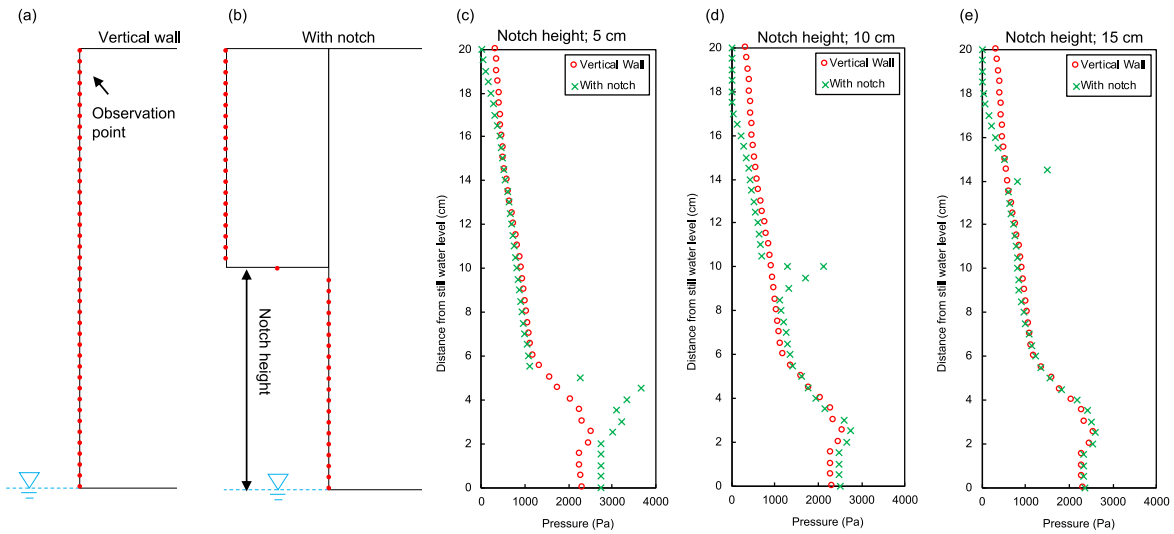 (a)
Vertical wall
Observation
point
(b)
With notch
Notch height
(c)
Notch height; 5 cm
Vertical Wall
With notch
Distance from still water level (cm)
20
18
16
14
12
10
8
6
4
2
0
0
1000
2000
3000
4000
Pressure (Pa)
(d)
Notch height; 10 cm
Vertical Wall
With notch
Distance from still water level (cm)
20
18
16
14
12
10
8
6
4
2
0
0
1000
2000
3000
4000
Pressure (Pa)
(e)
Notch height; 15 cm
Vertical Wall
With notch
Distance from still water level (cm)
20
18
16
14
12
10
8
6
4
2
0
0
1000
2000
3000
4000
Pressure (Pa)